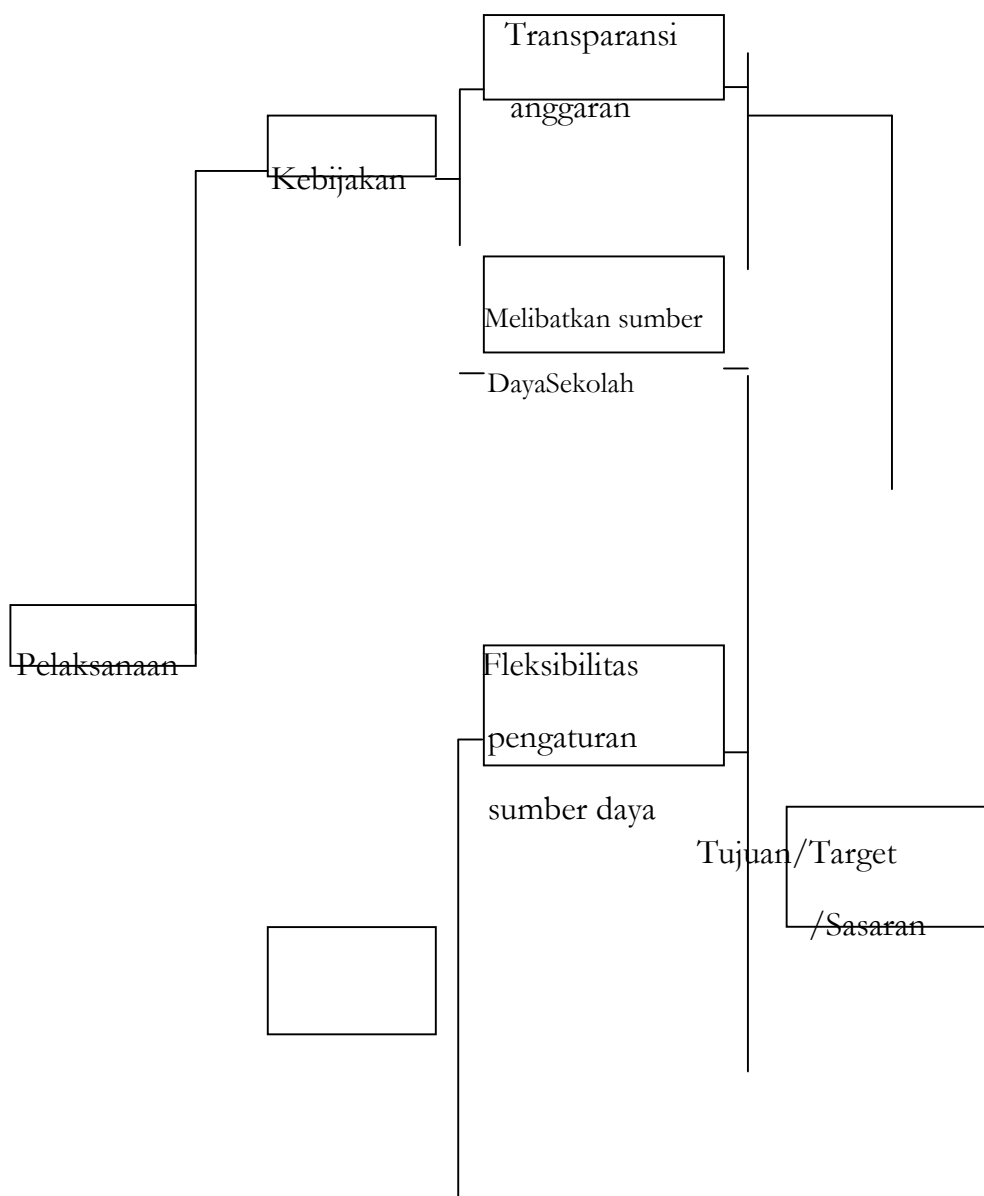 Transparansi
anggaran
Kebijakan
Melibatkan sumber
DayaSekolah
Pelaksanaan
Fleksibilitas
pengaturan
sumber daya
Tujuan/Target
/Sasaran